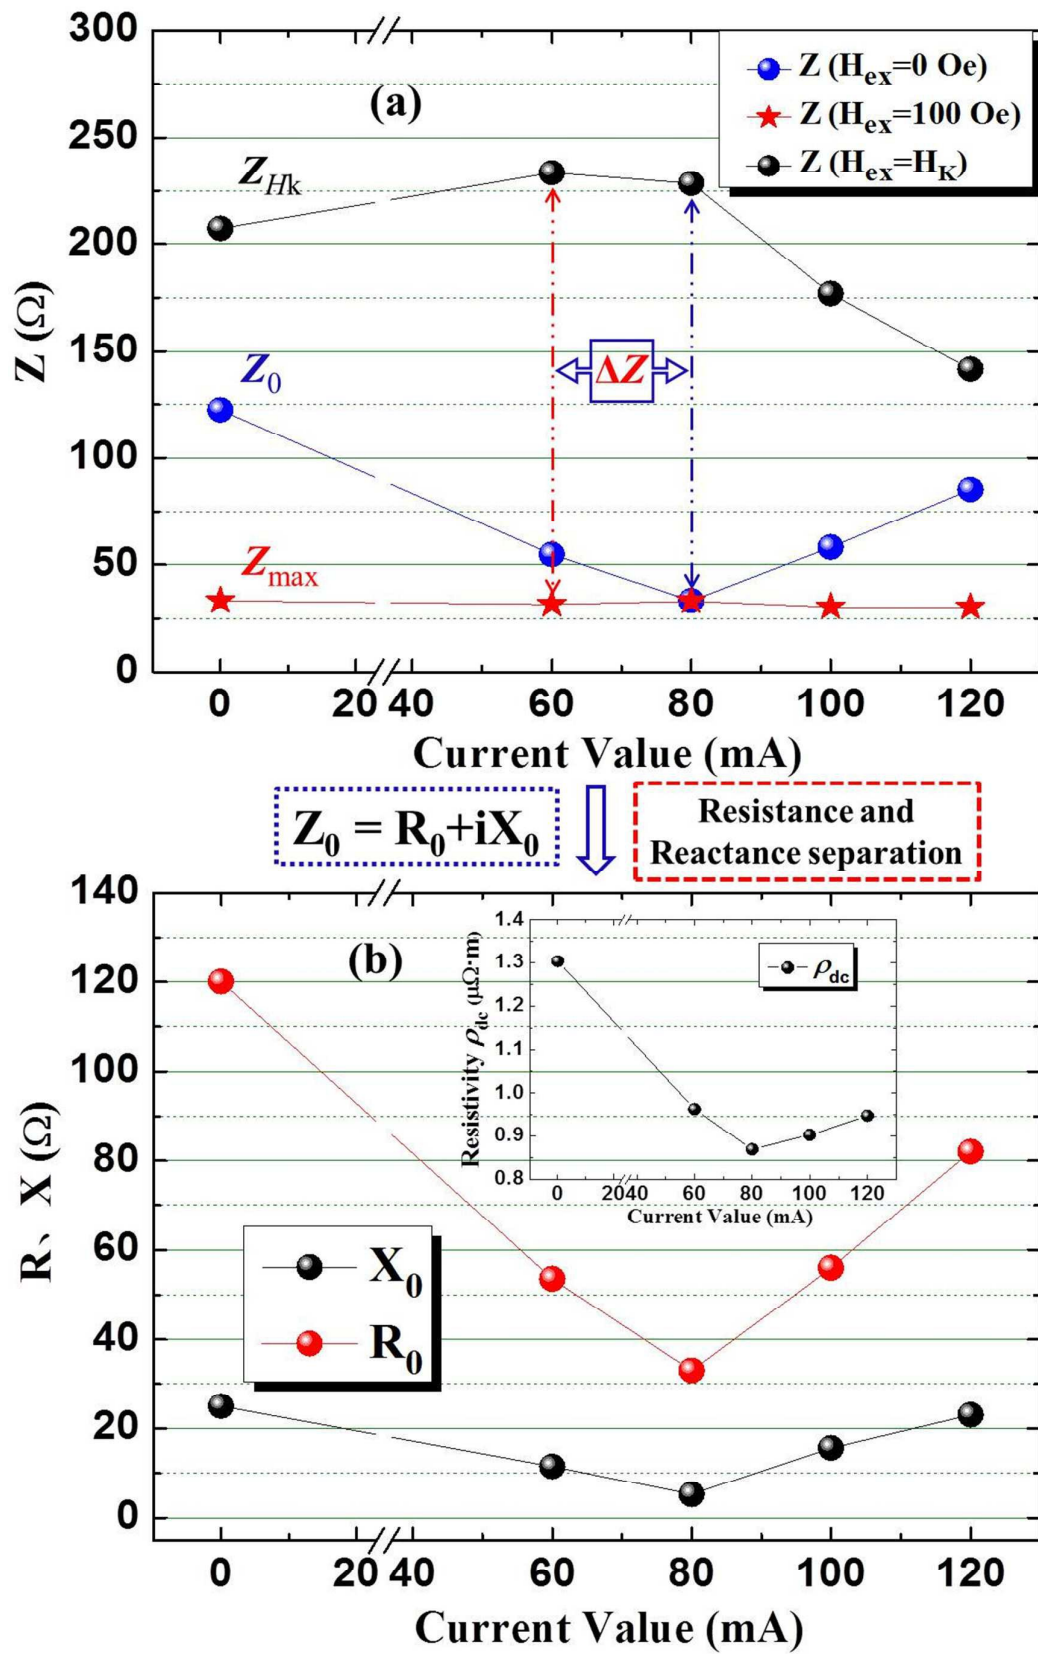 300
250
200
150
100
50
0
Z (Ω)
(a)
Z (Hex=0 Oe)
Z (Hex=100 Oe)
Z (Hex=HK)
ZHk
Z0
Zmax
ΔZ
0 20 40 60 80 100 120
Current Value (mA)
Z0 = R0+iX0
Resistance and
Reactance separation
140
120
100
80
60
40
20
0
R、X (Ω)
(b)
1.4
1.3
1.2
1.1
1.0
0.9
0.8
Resistivity ρdc (μΩ·m)
ρdc
0 20 40 60 80 100 120
Current Value (mA)
X0
R0
0 20 40 60 80 100 120
Current Value (mA)